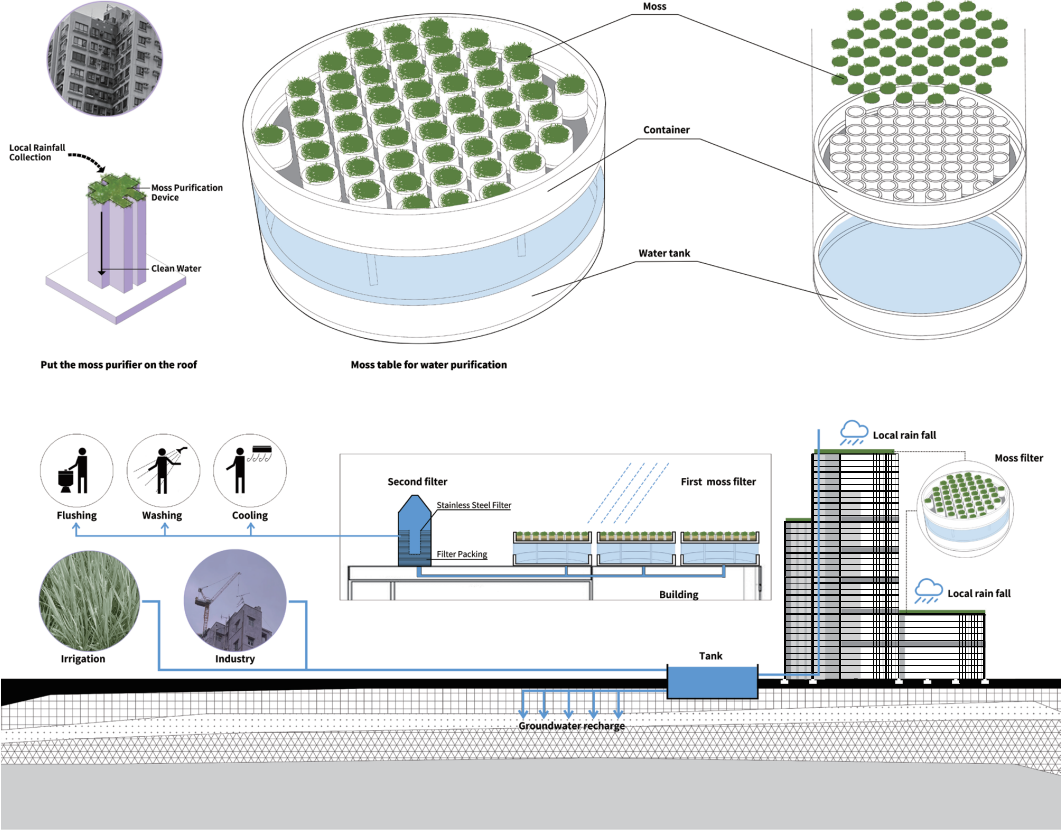 Moss
Container
Water tank
Local Rainfall
Collection
Moss Purification
Device
Clean Water
Put the moss purifier on the roof
Moss table for water purification
Local rain fall
Moss filter
Second filter
First moss filter
Stainless Steel Filter
Filter Packing
Building
Flushing
Washing
Cooling
Local rain fall
Irrigation
Industry
Tank
Groundwater recharge